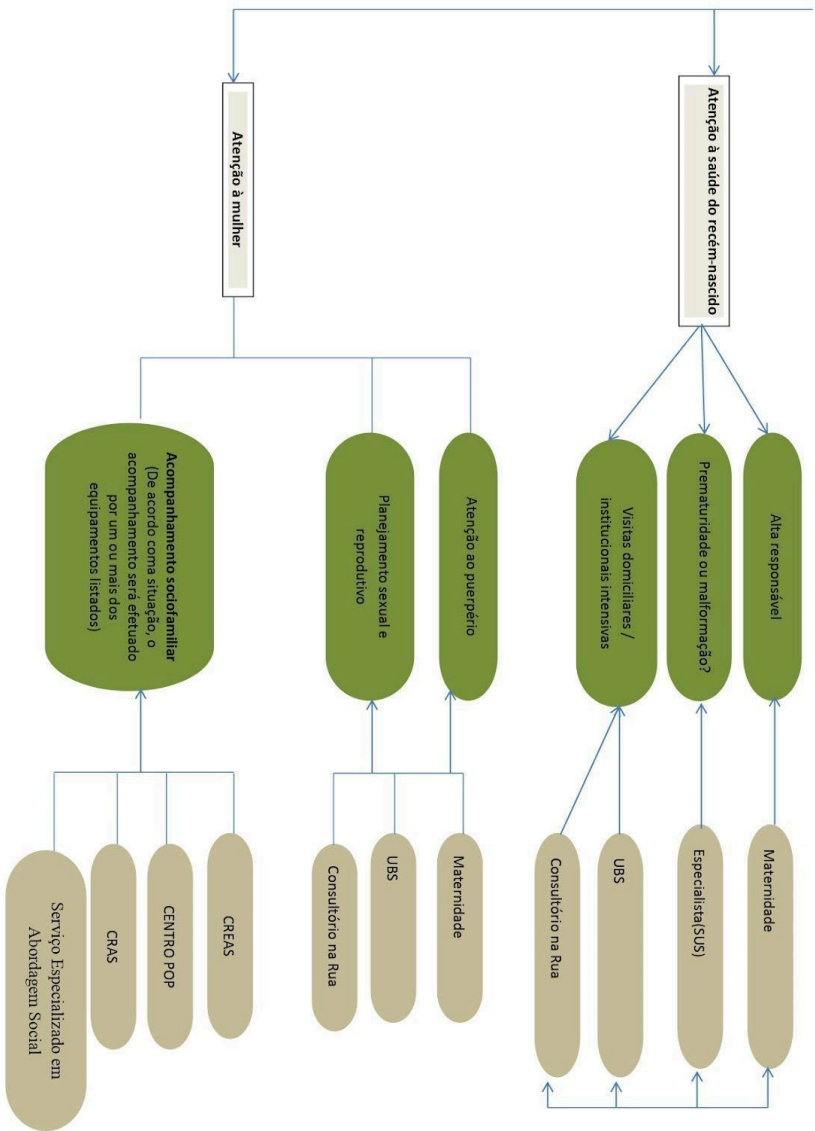 Atenção à saúde do recém-nascido
Alta responsável
Maternidade
Prematuridade ou malformação?
Especialista(SUS)
Visitas domiciliares /
institucionais intensivas
UBS
Consultório na Rua
Atenção à mulher
Atenção ao puerpério
Planejamento sexual e
reprodutivo
Maternidade
UBS
Consultório na Rua
Acompanhamento sociofamiliar
(De acordo coma situação, o
acompanhamento será efetuado
por um ou mais dos
equipamentos listados)
CREAS
CENTRO POP
CRAS
Serviço Especializado em
Abordagem Social